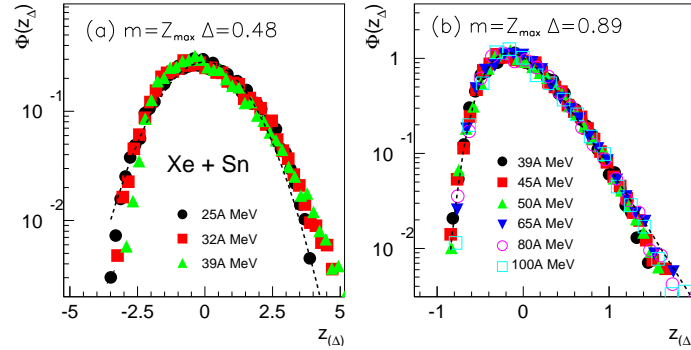 Φ(z_Δ)
(a) m=Z_max Δ=0.48
10^-1
10^-2
Xe + Sn
25A MeV
32A MeV
39A MeV
-5 -2.5 0 2.5 5
z_(Δ)
Φ(z_Δ)
(b) m=Z_max Δ=0.89
1
10^-1
10^-2
39A MeV
45A MeV
50A MeV
65A MeV
80A MeV
100A MeV
-1 0 1 2
z_(Δ)